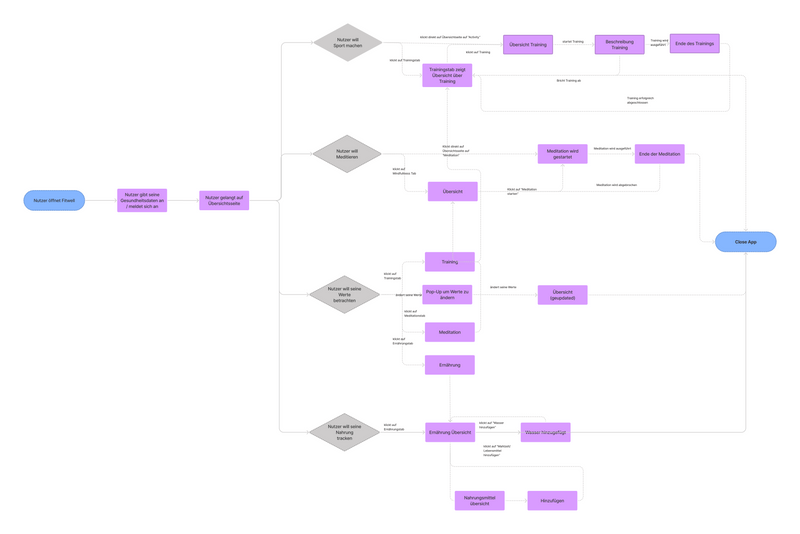 Nutzer öffnet Fitwell
Nutzer gibt seine
Gesundheitsdaten an
/ meldet sich an
Nutzer gelangt auf
Übersichtsseite
Nutzer will
Sport machen
klickt direkt auf Übersichtsseite auf "Activity"
klickt auf Trainingstab
klickt auf Training
Trainingstab zeigt
Übersicht über
Training
Übersicht Training
startet Training
Beschreibung
Training
Training wird
ausgeführt
Ende des Trainings
Bricht Training ab
Training erfolgreich
abgeschlossen
Nutzer will
Meditieren
klickt direkt auf
Übersichtsseite auf
"Meditation"
klickt auf
Mindfulness Tab
Übersicht
klickt auf "Meditation
starten"
Meditation wird
gestartet
Meditation wird ausgeführt
Ende der Meditation
Meditation wird abgebrochen
Close App
Nutzer will seine
Werte
betrachten
klickt auf
Trainingstab
Training
ändert seine Werte
Pop-Up um Werte zu
ändern
ändert seine Werte
Übersicht
(geupdated)
klickt auf
Meditationstab
Meditation
klickt auf
Ernährungstab
Ernährung
Nutzer will seine
Nahrung
tracken
klickt auf
Ernährungstab
Ernährung Übersicht
klickt auf "Wasser
hinzufügen"
Wasser hinzugefügt
klickt auf "Mahlzeit/
Lebensmittel
hinzufügen"
Nahrungsmittel
übersicht
Hinzufügen